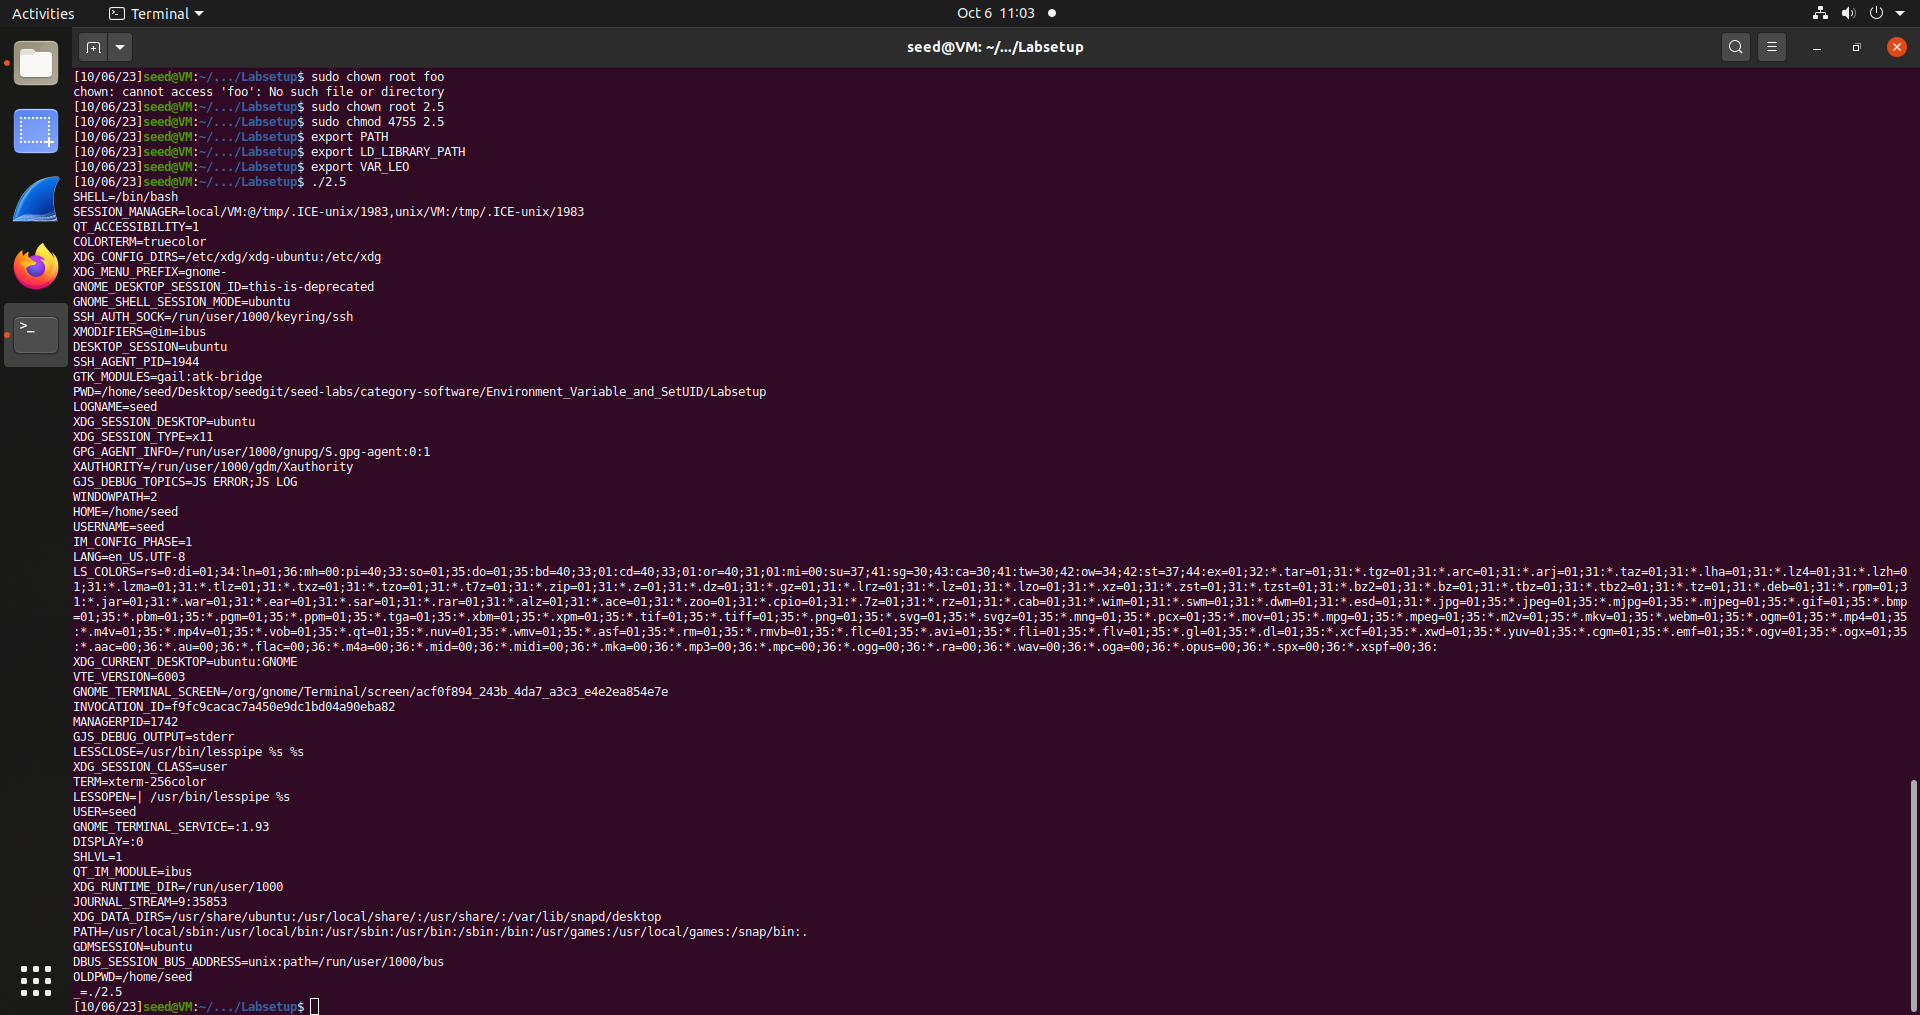 Activities
Terminal
Oct 6 11:03
seed@VM: ~/.../Labsetup
[10/06/23]seed@VM:~/.../Labsetup$ sudo chown root foo
chown: cannot access 'foo': No such file or directory
[10/06/23]seed@VM:~/.../Labsetup$ sudo chown root 2.5
[10/06/23]seed@VM:~/.../Labsetup$ sudo chmod 4755 2.5
[10/06/23]seed@VM:~/.../Labsetup$ export PATH
[10/06/23]seed@VM:~/.../Labsetup$ export LD_LIBRARY_PATH
[10/06/23]seed@VM:~/.../Labsetup$ export VAR_LEO
[10/06/23]seed@VM:~/.../Labsetup$ ./2.5
SHELL=/bin/bash
SESSION_MANAGER=local/VM:@/tmp/.ICE-unix/1983,unix/VM:/tmp/.ICE-unix/1983
QT_ACCESSIBILITY=1
COLORTERM=truecolor
XDG_CONFIG_DIRS=/etc/xdg/xdg-ubuntu:/etc/xdg
XDG_MENU_PREFIX=gnome-
GNOME_DESKTOP_SESSION_ID=this-is-deprecated
GNOME_SHELL_SESSION_MODE=ubuntu
SSH_AUTH_SOCK=/run/user/1000/keyring/ssh
XMODIFIERS=@im=ibus
DESKTOP_SESSION=ubuntu
SSH_AGENT_PID=1944
GTK_MODULES=gail:atk-bridge
PWD=/home/seed/Desktop/seedgit/seed-labs/category-software/Environment_Variable_and_SetUID/Labsetup
LOGNAME=seed
XDG_SESSION_DESKTOP=ubuntu
XDG_SESSION_TYPE=x11
GPG_AGENT_INFO=/run/user/1000/gnupg/S.gpg-agent:0:1
XAUTHORITY=/run/user/1000/gdm/Xauthority
GJS_DEBUG_TOPICS=JS ERROR;JS LOG
WINDOWPATH=2
HOME=/home/seed
USERNAME=seed
IM_CONFIG_PHASE=1
LANG=en_US.UTF-8
LS_COLORS=rs=0:di=01;34:ln=01;36:mh=00:pi=40;33:so=01;35:do=01;35:bd=40;33;01:cd=40;33;01:or=40;31;01:mi=00:su=37;41:sg=30;43:ca=30;41:tw=30;42:ow=34;42:st=37;44:ex=01;32:*.tar=01;31:*.tgz=01;31:*.arc=01;31:*.arj=01;31:*.taz=01;31:*.lha=01;31:*.lz4=01;31:*.lzh=0
1;31:*.lzma=01;31:*.tlz=01;31:*.txz=01;31:*.tzo=01;31:*.t7z=01;31:*.zip=01;31:*.z=01;31:*.dz=01;31:*.gz=01;31:*.lrz=01;31:*.lz=01;31:*.lzo=01;31:*.xz=01;31:*.zst=01;31:*.tzst=01;31:*.bz2=01;31:*.bz=01;31:*.tbz=01;31:*.tbz2=01;31:*.tz=01;31:*.deb=01;31:*.rpm=01;3
1:*.jar=01;31:*.war=01;31:*.ear=01;31:*.sar=01;31:*.rar=01;31:*.alz=01;31:*.ace=01;31:*.zoo=01;31:*.cpio=01;31:*.7z=01;31:*.rz=01;31:*.cab=01;31:*.wim=01;31:*.swm=01;31:*.dwm=01;31:*.esd=01;31:*.jpg=01;35:*.jpeg=01;35:*.mjpg=01;35:*.mjpeg=01;35:*.gif=01;35:*.bmp
=01;35:*.pbm=01;35:*.pgm=01;35:*.ppm=01;35:*.tga=01;35:*.xbm=01;35:*.xpm=01;35:*.tif=01;35:*.tiff=01;35:*.png=01;35:*.svg=01;35:*.svgz=01;35:*.mng=01;35:*.pcx=01;35:*.mov=01;35:*.mpg=01;35:*.mpeg=01;35:*.m2v=01;35:*.mkv=01;35:*.webm=01;35:*.ogm=01;35:*.mp4=01;35
:*.m4v=01;35:*.mp4v=01;35:*.vob=01;35:*.qt=01;35:*.nuv=01;35:*.wmv=01;35:*.asf=01;35:*.rm=01;35:*.rmvb=01;35:*.flc=01;35:*.avi=01;35:*.fli=01;35:*.flv=01;35:*.gl=01;35:*.dl=01;35:*.xcf=01;35:*.xwd=01;35:*.yuv=01;35:*.cgm=01;35:*.emf=01;35:*.ogv=01;35:*.ogx=01;35
:*.aac=00;36:*.au=00;36:*.flac=00;36:*.m4a=00;36:*.mid=00;36:*.midi=00;36:*.mka=00;36:*.mp3=00;36:*.mpc=00;36:*.ogg=00;36:*.ra=00;36:*.wav=00;36:*.oga=00;36:*.opus=00;36:*.spx=00;36:*.xspf=00;36:
XDG_CURRENT_DESKTOP=ubuntu:GNOME
VTE_VERSION=6003
GNOME_TERMINAL_SCREEN=/org/gnome/Terminal/screen/acf0f894_243b_4da7_a3c3_e4e2ea854e7e
INVOCATION_ID=f9fc9cacac7a450e9dc1bd04a90eba82
MANAGERPID=1742
GJS_DEBUG_OUTPUT=stderr
LESSCLOSE=/usr/bin/lesspipe %s %s
XDG_SESSION_CLASS=user
TERM=xterm-256color
LESSOPEN=| /usr/bin/lesspipe %s
USER=seed
GNOME_TERMINAL_SERVICE=:1.93
DISPLAY=:0
SHLVL=1
QT_IM_MODULE=ibus
XDG_RUNTIME_DIR=/run/user/1000
JOURNAL_STREAM=9:35853
XDG_DATA_DIRS=/usr/share/ubuntu:/usr/local/share/:/usr/share/:/var/lib/snapd/desktop
PATH=/usr/local/sbin:/usr/local/bin:/usr/sbin:/usr/bin:/sbin:/bin:/usr/games:/usr/local/games:/snap/bin:.
GDMSESSION=ubuntu
DBUS_SESSION_BUS_ADDRESS=unix:path=/run/user/1000/bus
OLDPWD=/home/seed
_=./2.5
[10/06/23]seed@VM:~/.../Labsetup$